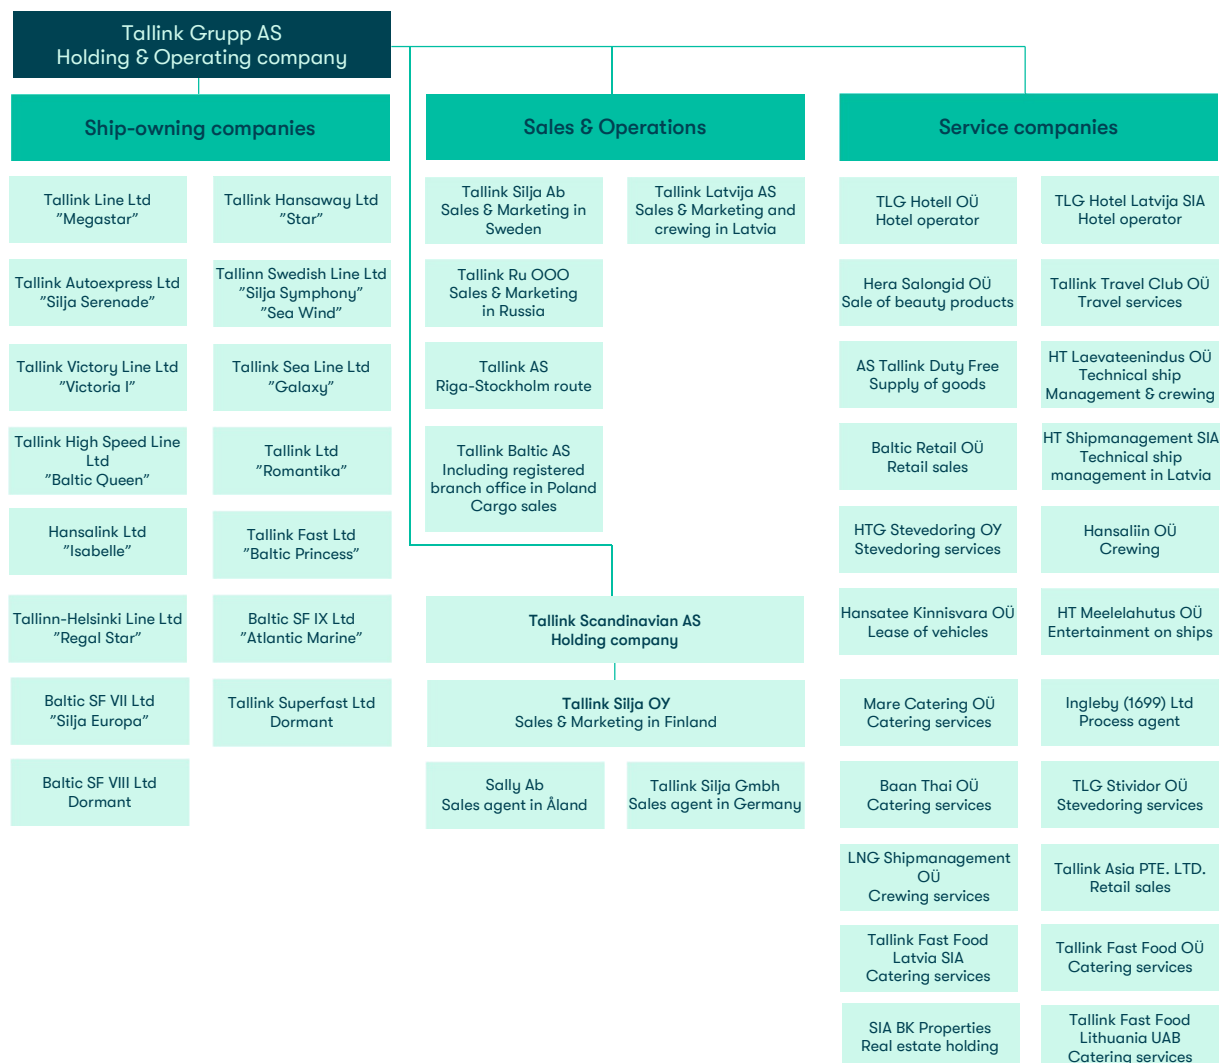 Tallink Grupp AS
Holding & Operating company
Ship-owning companies
Tallink Line Ltd
"Megastar"
Tallink Hansaway Ltd
"Star"
Tallink Autoexpress Ltd
"Silja Serenade"
Tallinn Swedish Line Ltd
"Silja Symphony"
"Sea Wind"
Tallink Victory Line Ltd
"Victoria I"
Tallink Sea Line Ltd
"Galaxy"
Tallink High Speed Line
Ltd
"Baltic Queen"
Tallink Ltd
"Romantika"
Hansalink Ltd
"Isabelle"
Tallink Fast Ltd
"Baltic Princess"
Tallinn-Helsinki Line Ltd
"Regal Star"
Baltic SF IX Ltd
"Atlantic Marine"
Baltic SF VII Ltd
"Silja Europa"
Tallink Superfast Ltd
Dormant
Baltic SF VIII Ltd
Dormant
Sales & Operations
Tallink Silja Ab
Sales & Marketing in
Sweden
Tallink Latvija AS
Sales & Marketing and
crewing in Latvia
Tallink Ru OOO
Sales & Marketing
in Russia
Tallink AS
Riga-Stockholm route
Tallink Baltic AS
Including registered
branch office in Poland
Cargo sales
Tallink Scandinavian AS
Holding company
Tallink Silja OY
Sales & Marketing in Finland
Sally Ab
Sales agent in Åland
Tallink Silja Gmbh
Sales agent in Germany
Service companies
TLG Hotell OÜ
Hotel operator
TLG Hotel Latvija SIA
Hotel operator
Hera Salongid OÜ
Sale of beauty products
Tallink Travel Club OÜ
Travel services
AS Tallink Duty Free
Supply of goods
HT Laevateenindus OÜ
Technical ship
Management & crewing
Baltic Retail OÜ
Retail sales
HT Shipmanagement SIA
Technical ship
management in Latvia
HTG Stevedoring OY
Stevedoring services
Hansaliin OÜ
Crewing
Hansatee Kinnisvara OÜ
Lease of vehicles
HT Meelelahutus OÜ
Entertainment on ships
Mare Catering OÜ
Catering services
Ingleby (1699) Ltd
Process agent
Baan Thai OÜ
Catering services
TLG Stividor OÜ
Stevedoring services
LNG Shipmanagement
OÜ
Crewing services
Tallink Asia PTE. LTD.
Retail sales
Tallink Fast Food
Latvia SIA
Catering services
Tallink Fast Food OÜ
Catering services
SIA BK Properties
Real estate holding
Tallink Fast Food
Lithuania UAB
Catering services